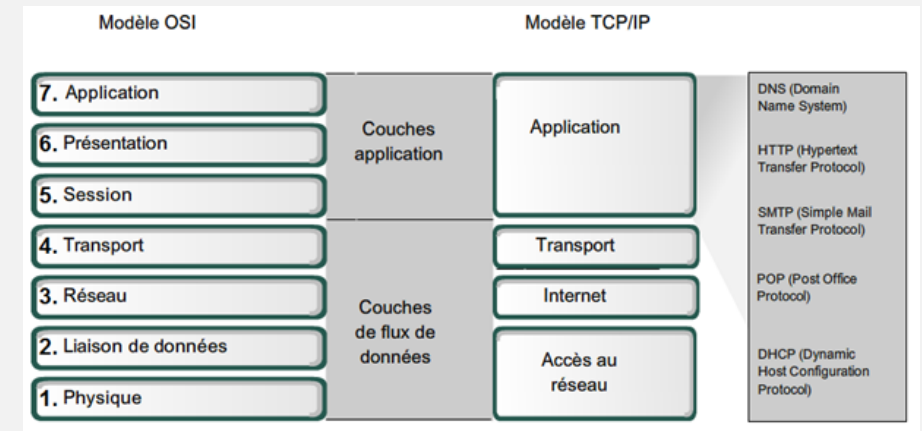 Modèle OSI
Modèle TCP/IP
7. Application
6. Présentation
5. Session
4. Transport
3. Réseau
2. Liaison de données
1. Physique
Couches
application
Couches
de flux de
données
Application
Transport
Internet
Accès au
réseau
DNS (Domain
Name System)
HTTP (Hypertext
Transfer Protocol)
SMTP (Simple Mail
Transfer Protocol)
POP (Post Office
Protocol)
DHCP (Dynamic
Host Configuration
Protocol)